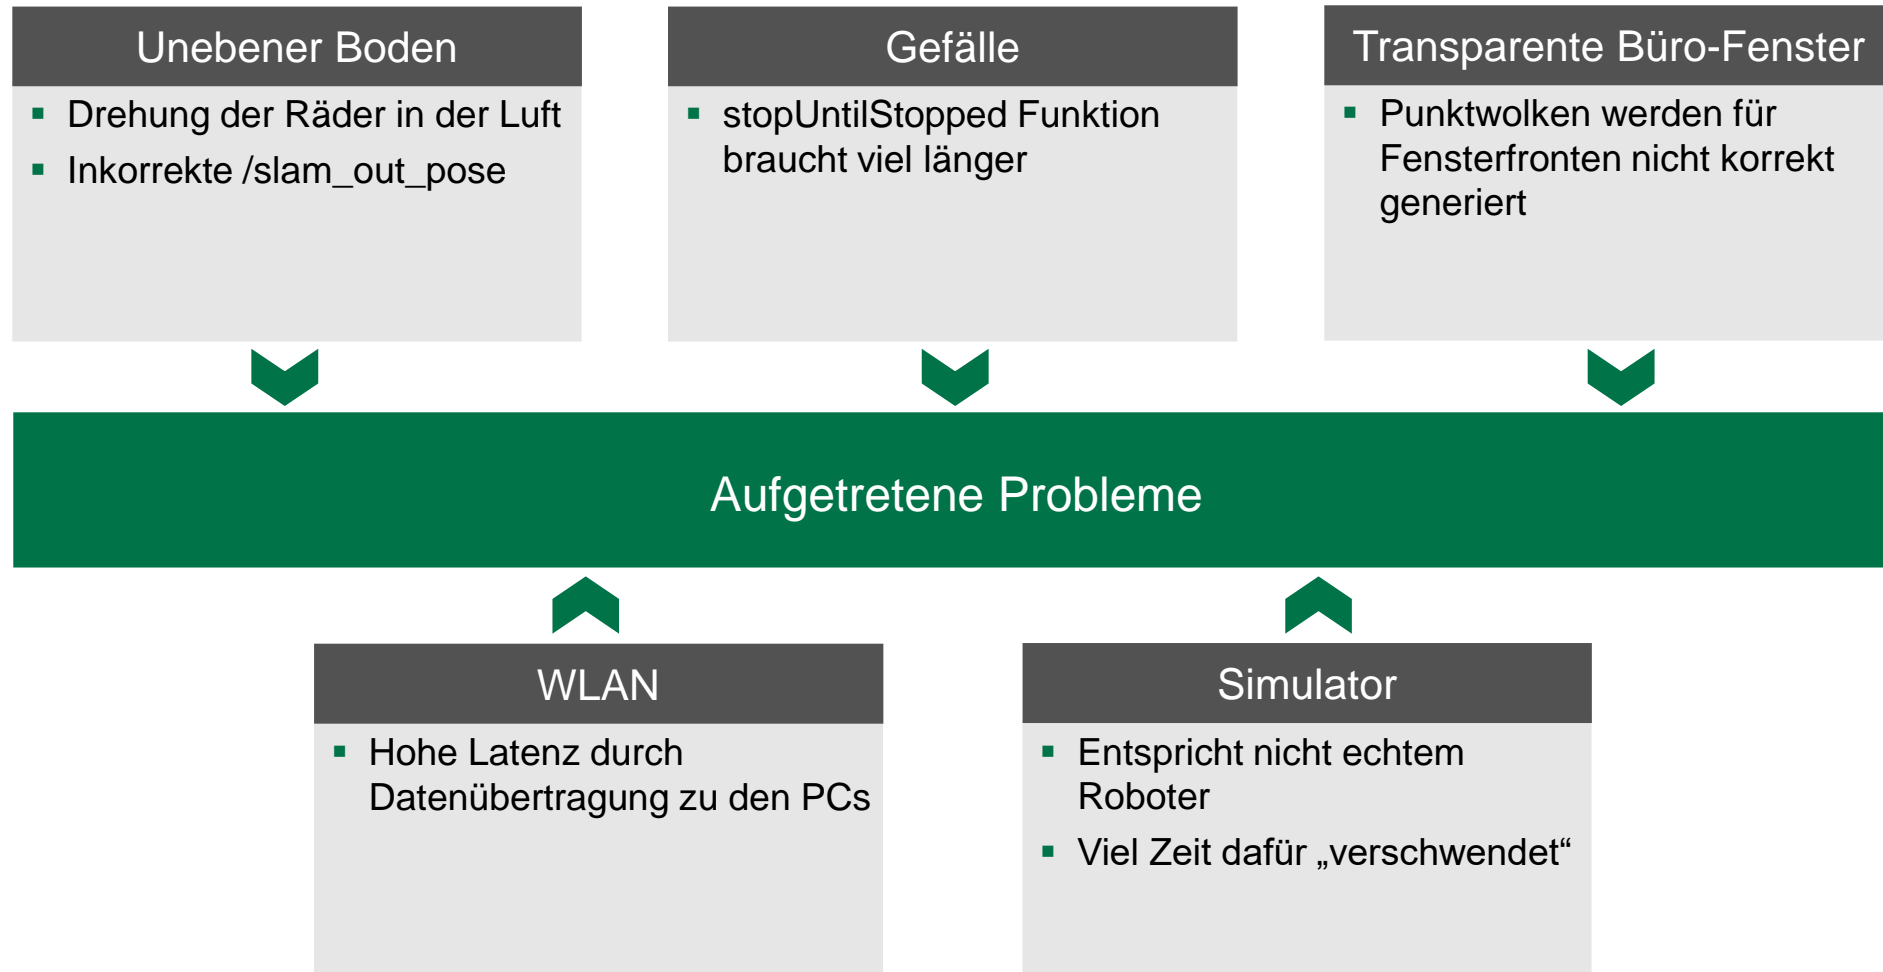 Unebener Boden
▪ Drehung der Räder in der Luft
▪ Inkorrekte /slam_out_pose
Gefälle
▪ stopUntilStopped Funktion
braucht viel länger
Transparente Büro-Fenster
▪ Punktwolken werden für
Fensterfronten nicht korrekt
generiert
Aufgetretene Probleme
WLAN
▪ Hohe Latenz durch
Datenübertragung zu den PCs
Simulator
▪ Entspricht nicht echtem
Roboter
▪ Viel Zeit dafür „verschwendet“